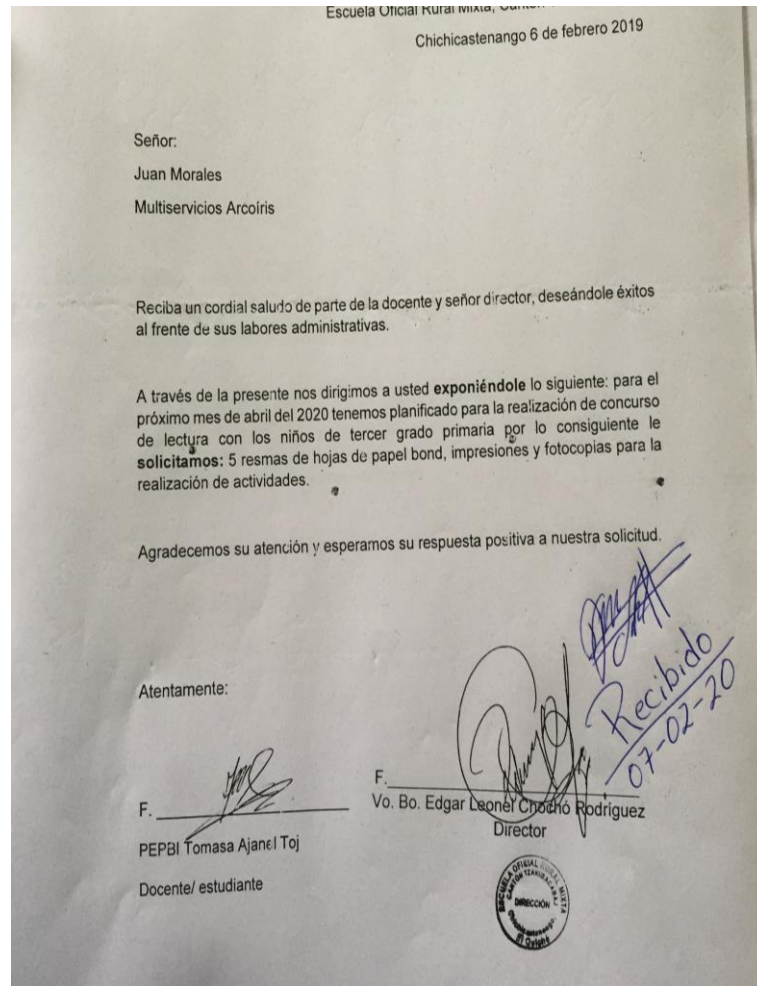 Escuela Oficial Rural Mixta,
Chichicastenango 6 de febrero 2019
Señor:
Juan Morales
Multiservicios Arcoíris
Reciba un cordial saludo de parte de la docente y señor director, deseándole éxitos
al frente de sus labores administrativas.
A través de la presente nos dirigimos a usted exponiéndole lo siguiente: para el
próximo mes de abril del 2020 tenemos planificado para la realización de concurso
de lectura con los niños de tercer grado primaria por lo consiguiente le
solicitamos: 5 resmas de hojas de papel bond, impresiones y fotocopias para la
realización de actividades.
Agradecemos su atención y esperamos su respuesta positiva a nuestra solicitud.
Recibido
07-02-20
Atentamente:
F.
PEPBI Tomasa Ajanel Toj
Docente/ estudiante
F.
Vo. Bo. Edgar Leonel Chochó Rodríguez
Director
ESCUELA OFICIAL RURAL MIXTA
CANTÓN
DIRECCIÓN
Chichicastenango,
El Quiché